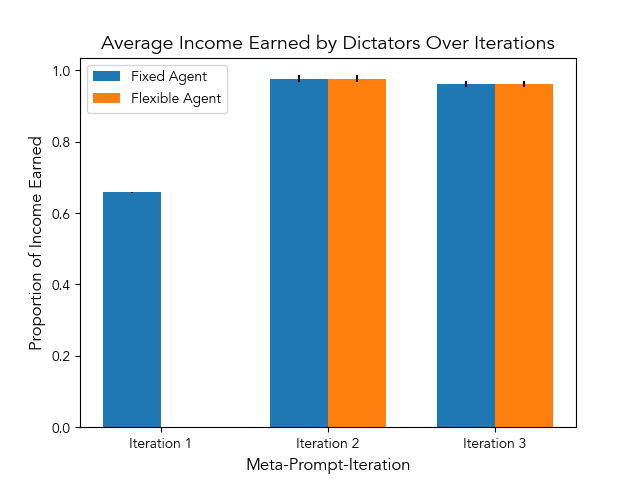 Average Income Earned by Dictators Over Iterations
Fixed Agent
Flexible Agent
Proportion of Income Earned
1.0
0.8
0.6
0.4
0.2
0.0
Iteration 1
Iteration 2
Iteration 3
Meta-Prompt-Iteration